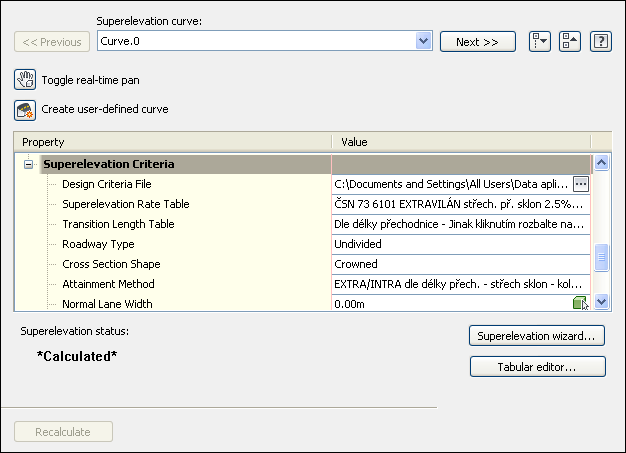 Superelevation curve:
<< Previous Curve.0 Next >> ?
Toggle real-time pan
Create user-defined curve
Property Value
Superelevation Criteria
Design Criteria File C:\Documents and Settings\All Users\Data apli... ...
Superelevation Rate Table ČSN 73 6101 EXTRAVILÁN střech. př. sklon 2.5%...
Transition Length Table Dle délky přechodnice - Jinak kliknutím rozbalte na...
Roadway Type Undivided
Cross Section Shape Crowned
Attainment Method EXTRA/INTRA dle délky přech. - střech sklon - kol...
Normal Lane Width 0.00m
Superelevation status:
Superelevation wizard...
*Calculated*
Tabular editor...
Recalculate